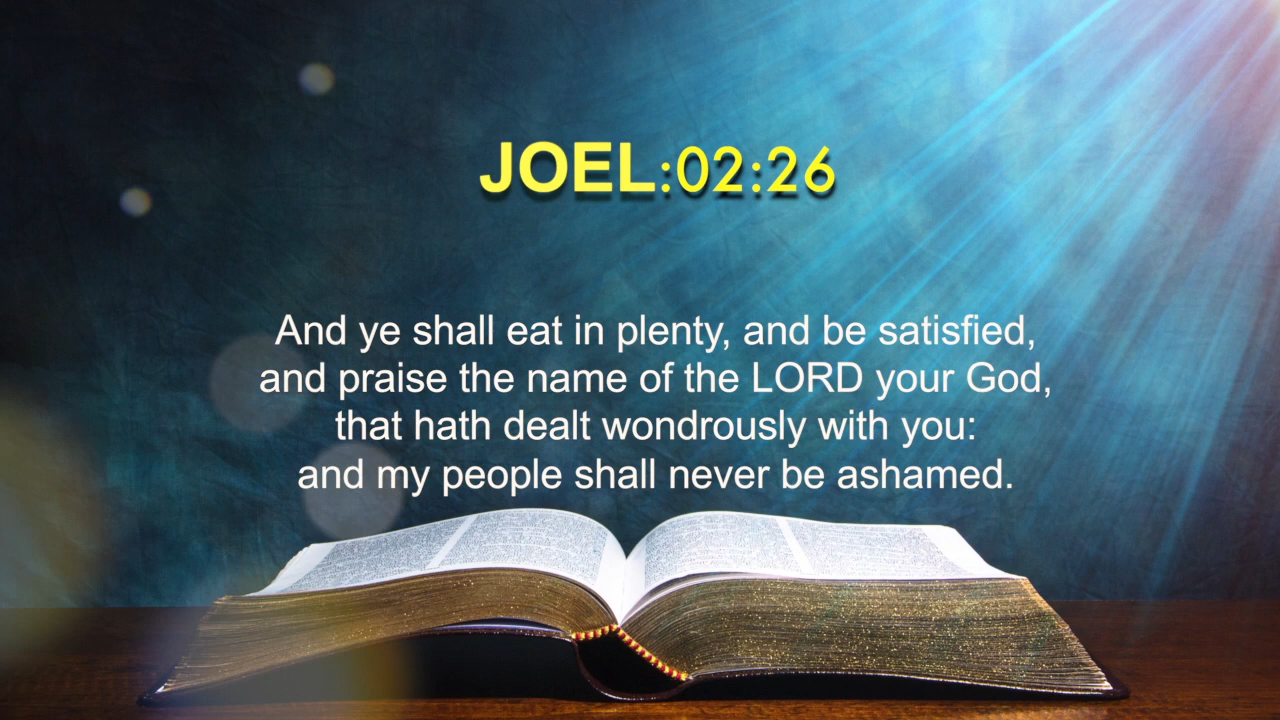 JOEL:02:26
And ye shall eat in plenty, and be satisfied,
and praise the name of the LORD your God,
that hath dealt wondrously with you:
and my people shall never be ashamed.